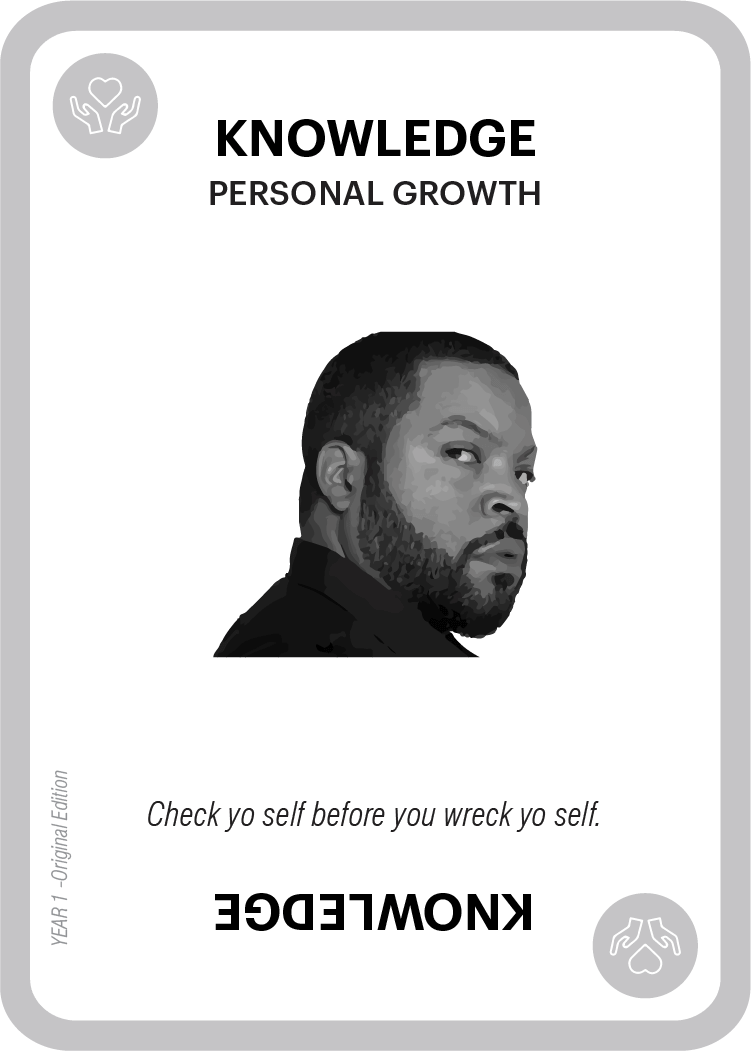 KNOWLEDGE
PERSONAL GROWTH
YEAR 1 -Original Edition
Check yo self before you wreck yo self.
KNOWLEDGE